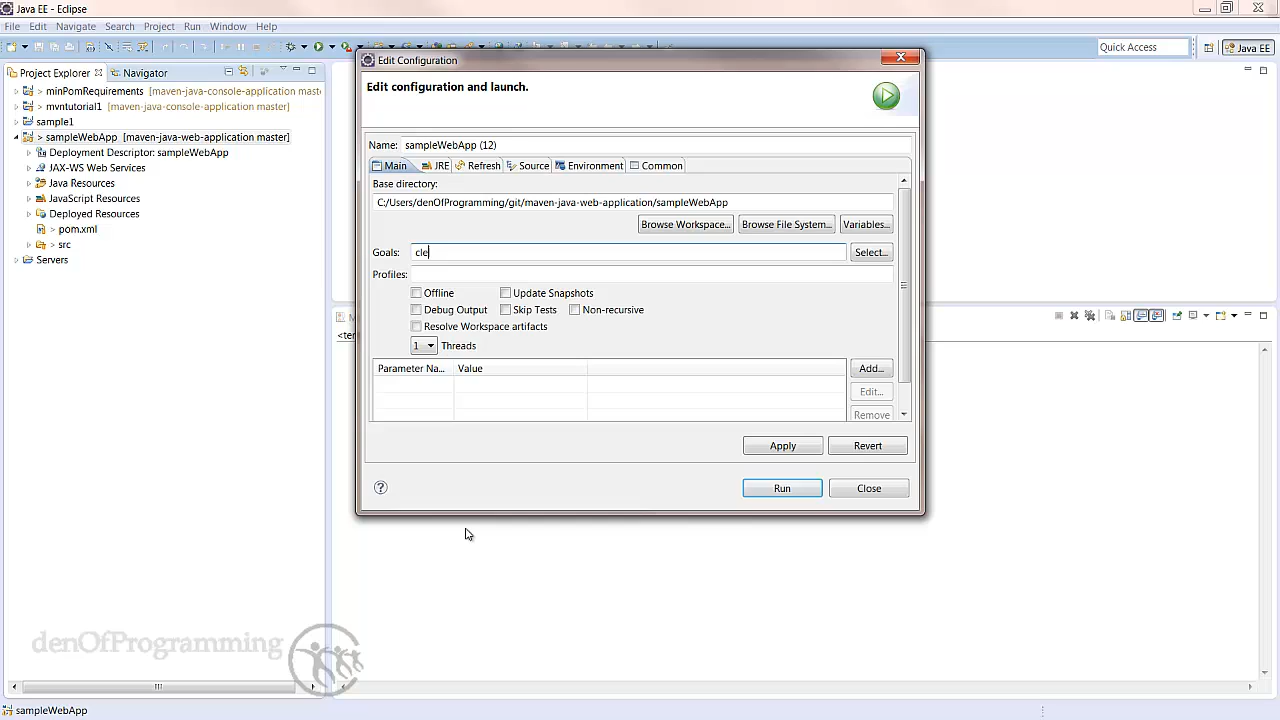 Java EE - Eclipse
File Edit Navigate Search Project Run Window Help
Quick Access Java EE
Project Explorer Navigator
> minPomRequirements [maven-java-console-application mast
> mvntutorial1 [maven-java-console-application master]
sample1
> sampleWebApp [maven-java-web-application master]
Deployment Descriptor: sampleWebApp
JAX-WS Web Services
Java Resources
JavaScript Resources
Deployed Resources
> pom.xml
> src
Servers
Edit Configuration
Edit configuration and launch.
Name: sampleWebApp (12)
Main JRE Refresh Source Environment Common
Base directory:
C:/Users/denOfProgramming/git/maven-java-web-application/sampleWebApp
Browse Workspace... Browse File System... Variables...
Goals: cle Select...
Profiles:
Offline Update Snapshots
Debug Output Skip Tests Non-recursive
Resolve Workspace artifacts
1 Threads
Parameter Na... Value Add...
Edit...
Remove
Apply Revert
Run Close
denOfProgramming
sampleWebApp